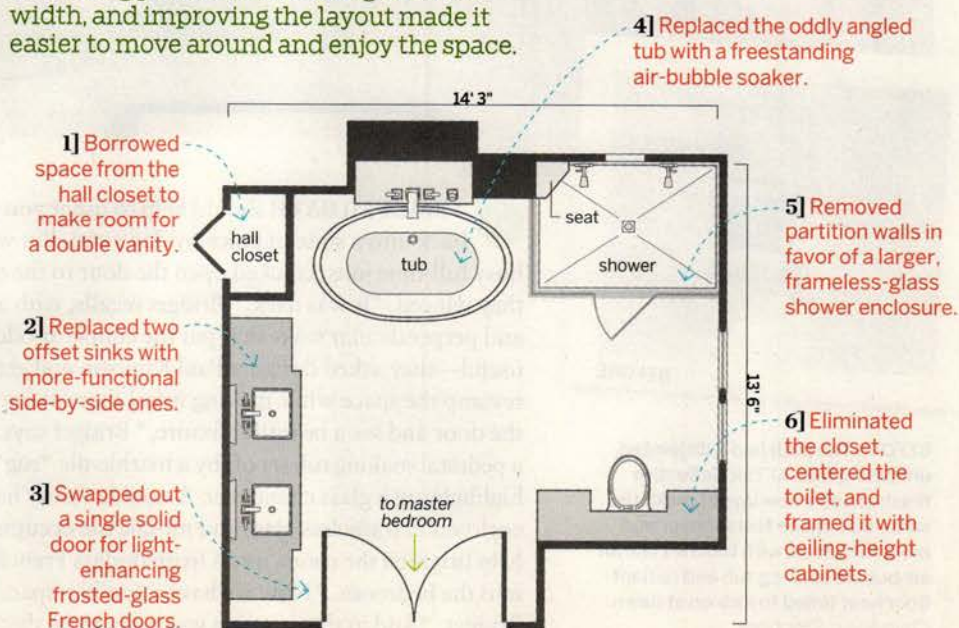 width, and improving the layout made it
easier to move around and enjoy the space.
4] Replaced the oddly angled
tub with a freestanding
air-bubble soaker.
14' 3"
1] Borrowed
space from the
hall closet to
make room for
a double vanity.
hall
closet
tub
seat
shower
5] Removed
partition walls in
favor of a larger,
frameless-glass
shower enclosure.
2] Replaced two
offset sinks with
more-functional
side-by-side ones.
13' 6"
6] Eliminated
the closet,
centered the
toilet, and
framed it with
ceiling-height
cabinets.
3] Swapped out
a single solid
door for light-
enhancing
frosted-glass
French doors.
to master
bedroom